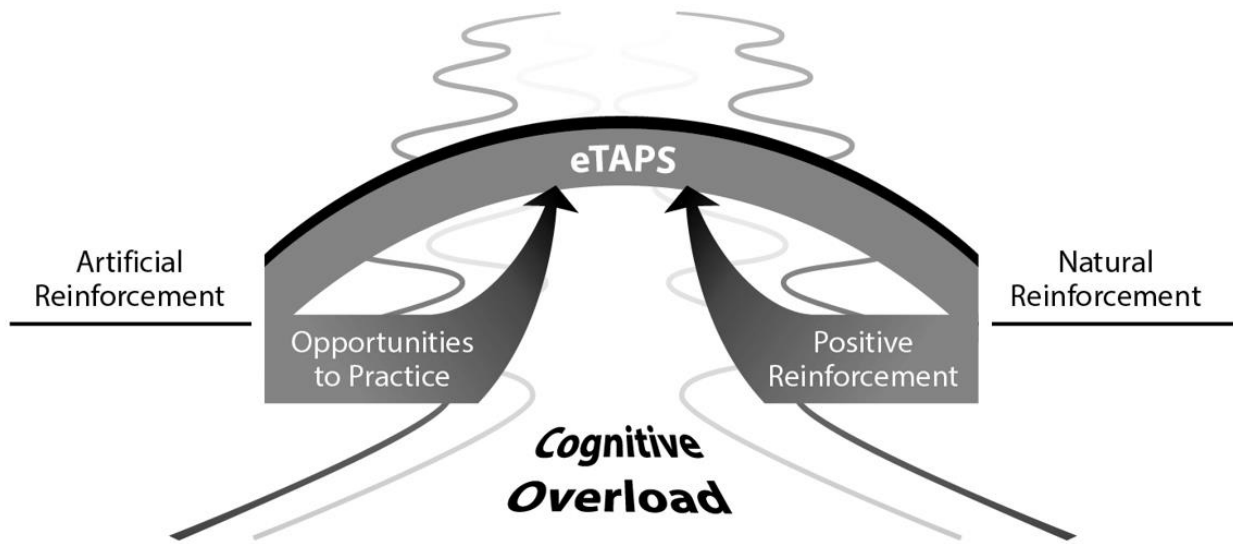 eTAPS
Artificial
Reinforcement
Natural
Reinforcement
Opportunities
to Practice
Positive
Reinforcement
Cognitive
Overload